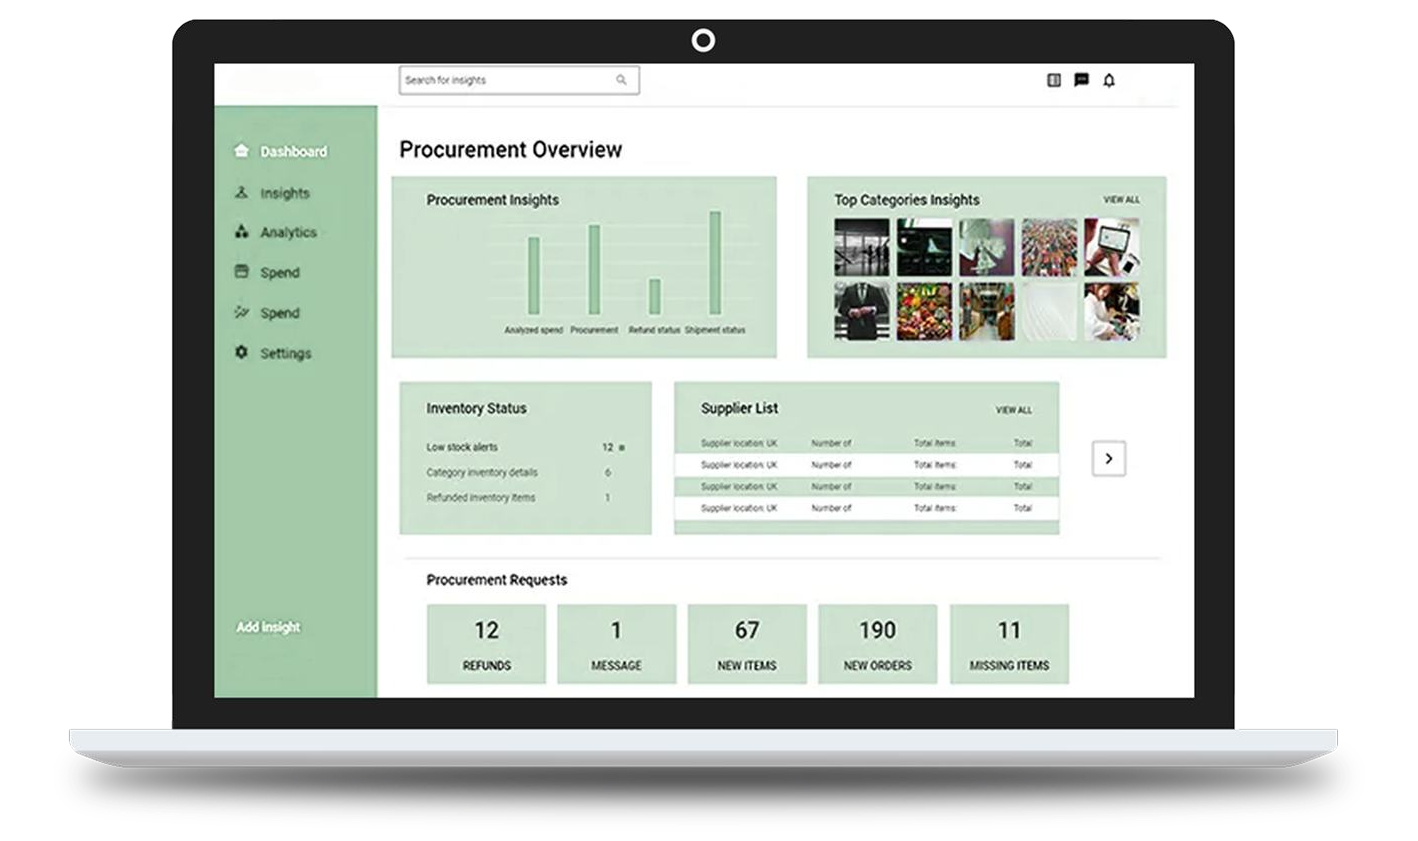 Search for insights
Dashboard
Insights
Analytics
Spend
Spend
Settings
Add insight
Procurement Overview
Procurement Insights
Analyzed spend Procurement Refund status Shipment status
Top Categories Insights VIEW ALL
Inventory Status
Low stock alerts 12
Category inventory details 6
Refunded inventory items 1
Supplier List VIEW ALL
Supplier location: UK Number of Total items: Total
Supplier location: UK Number of Total items: Total
Supplier location: UK Number of Total items: Total
Supplier location: UK Number of Total items: Total
Procurement Requests
12 1 67 190 11
REFUNDS MESSAGE NEW ITEMS NEW ORDERS MISSING ITEMS